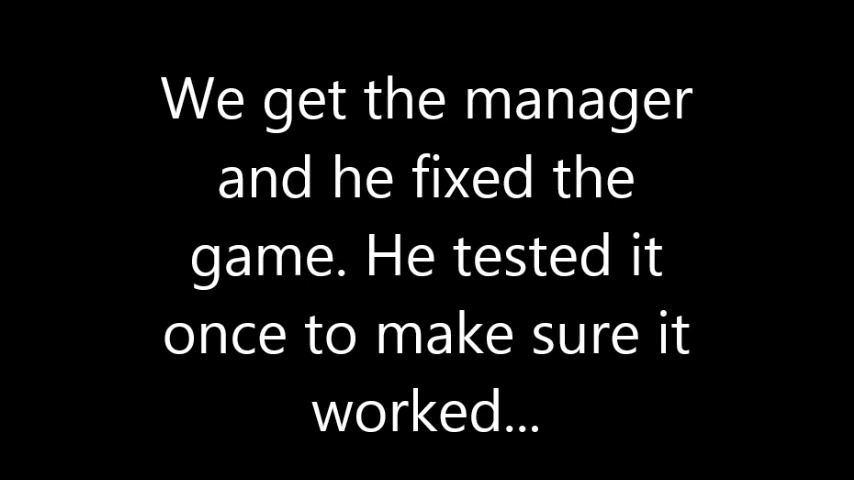 We get the manager
and he fixed the
game. He tested it
once to make sure it
worked...